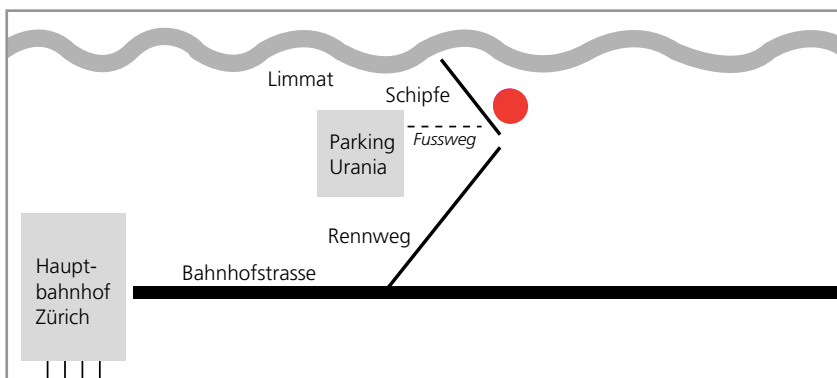 Limmat
Schipfe
Parking
Urania
Fussweg
Rennweg
Haupt-
bahnhof
Zürich
Bahnhofstrasse